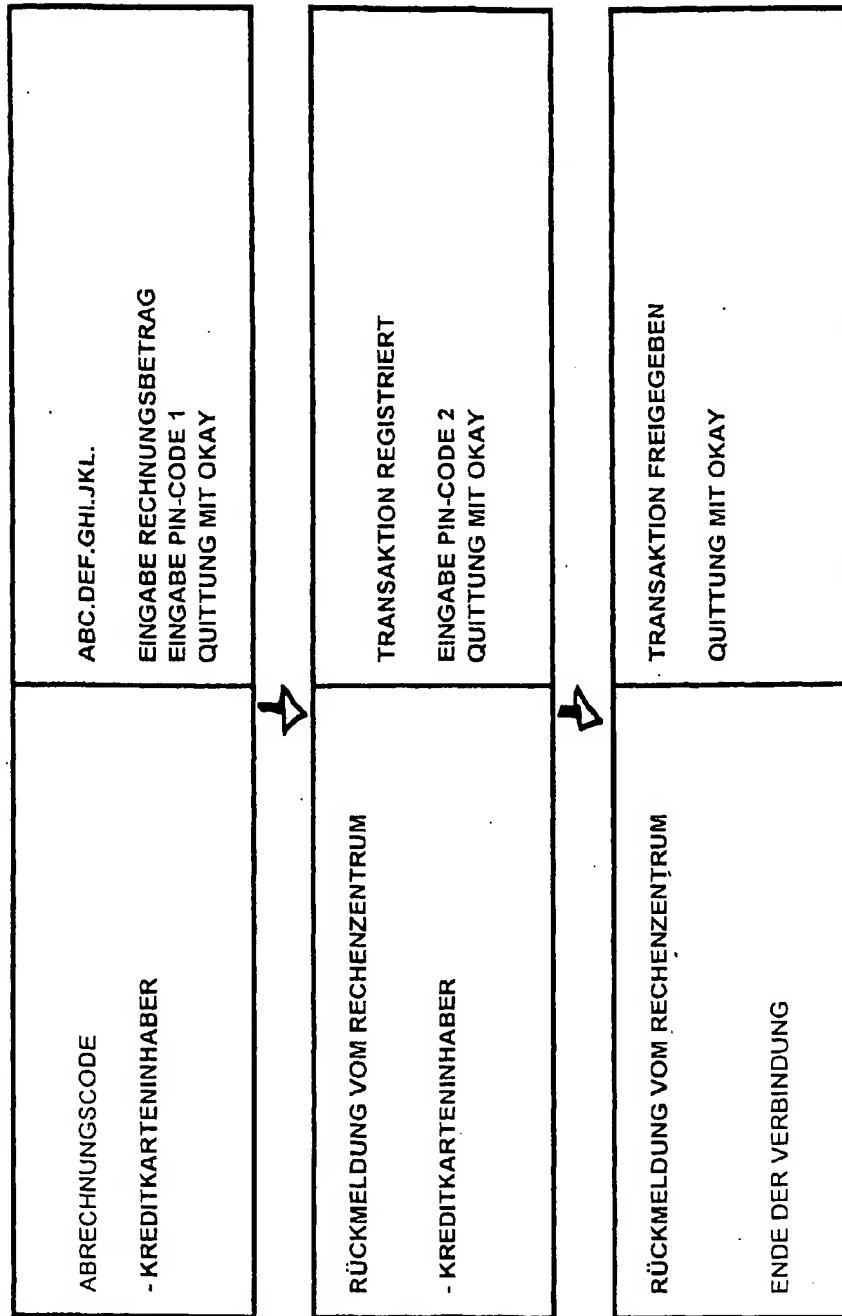 ABRECHNUNGSCODE
- KREDITKARTENINHABER
ABC.DEF.GHI.JKL.
EINGABE RECHNUNGSBETRAG
EINGABE PIN-CODE 1
QUITTUNG MIT OKAY
RÜCKMELDUNG VOM RECHENZENTRUM
- KREDITKARTENINHABER
TRANSAKTION REGISTRIERT
EINGABE PIN-CODE 2
QUITTUNG MIT OKAY
RÜCKMELDUNG VOM RECHENZENTRUM
ENDE DER VERBINDUNG
TRANSAKTION FREIGEGEBEN
QUITTUNG MIT OKAY